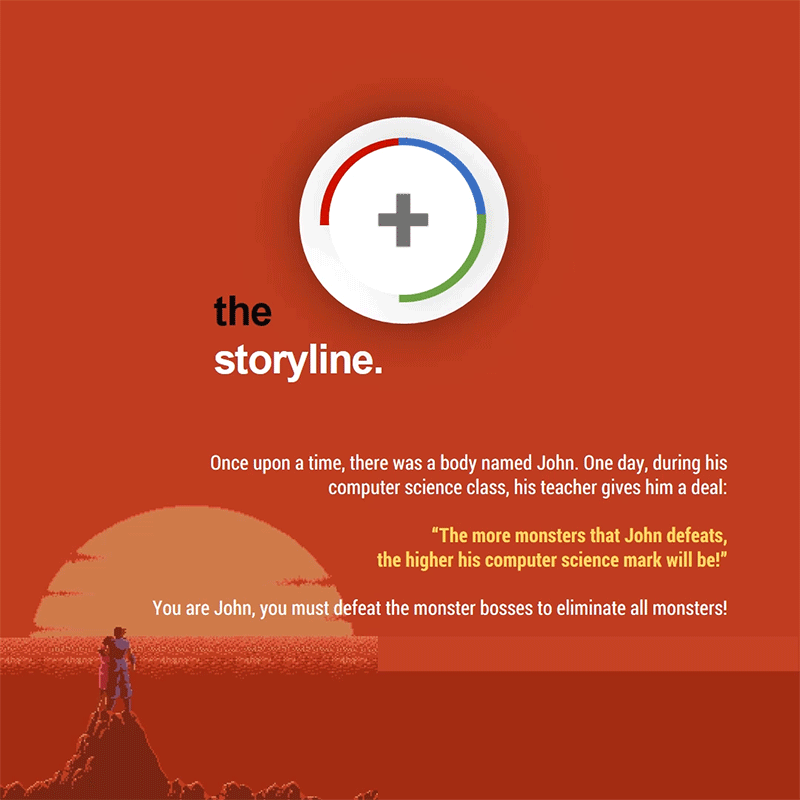 the
storyline.
Once upon a time, there was a body named John. One day, during his
computer science class, his teacher gives him a deal:
“The more monsters that John defeats,
the higher his computer science mark will be!”
You are John, you must defeat the monster bosses to eliminate all monsters!